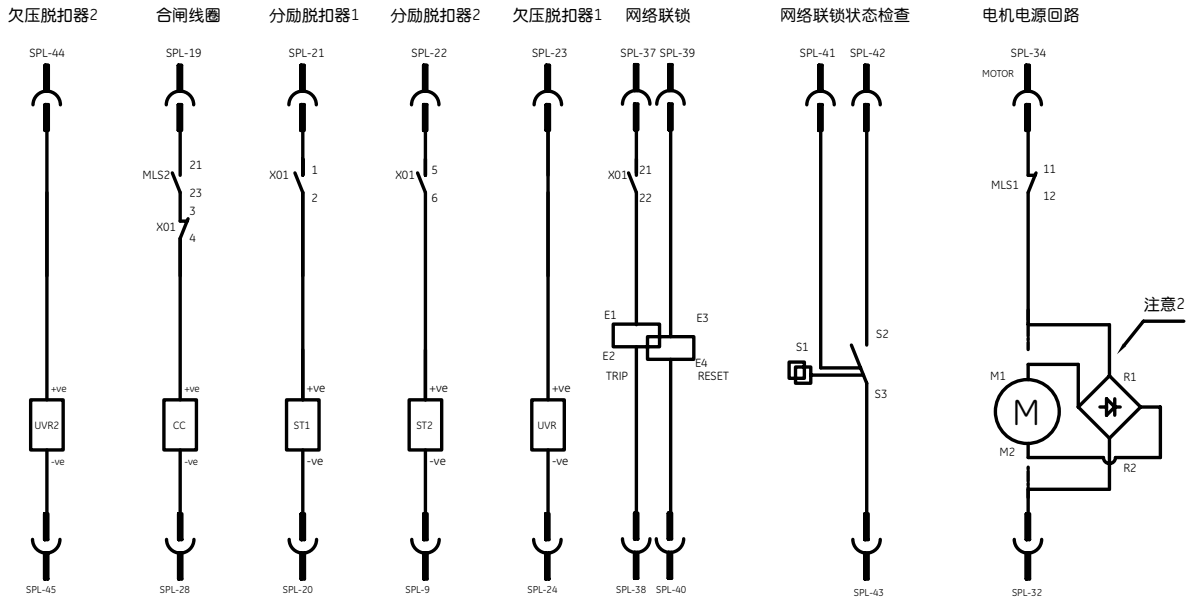 欠压脱扣器2 合闸线圈 分励脱扣器1 分励脱扣器2 欠压脱扣器1 网络联锁 网络联锁状态检查 电机电源回路
SPL-44 SPL-19 SPL-21 SPL-22 SPL-23 SPL-37 SPL-39 SPL-41 SPL-42 SPL-34
MOTOR
21 1 5 21 11
MLS2 X01 X01 X01 MLS1
23 2 6 22 12
3
X01
4
注意2
E1 E3
S2
S1
E2 E4
TRIP RESET
M1 R1
+ve +ve +ve +ve +ve
S3
M
UVR2 CC ST1 ST2 UVR
M2
-ve -ve -ve -ve -ve
R2
SPL-45 SPL-28 SPL-20 SPL-9 SPL-24 SPL-38 SPL-40 SPL-43 SPL-32